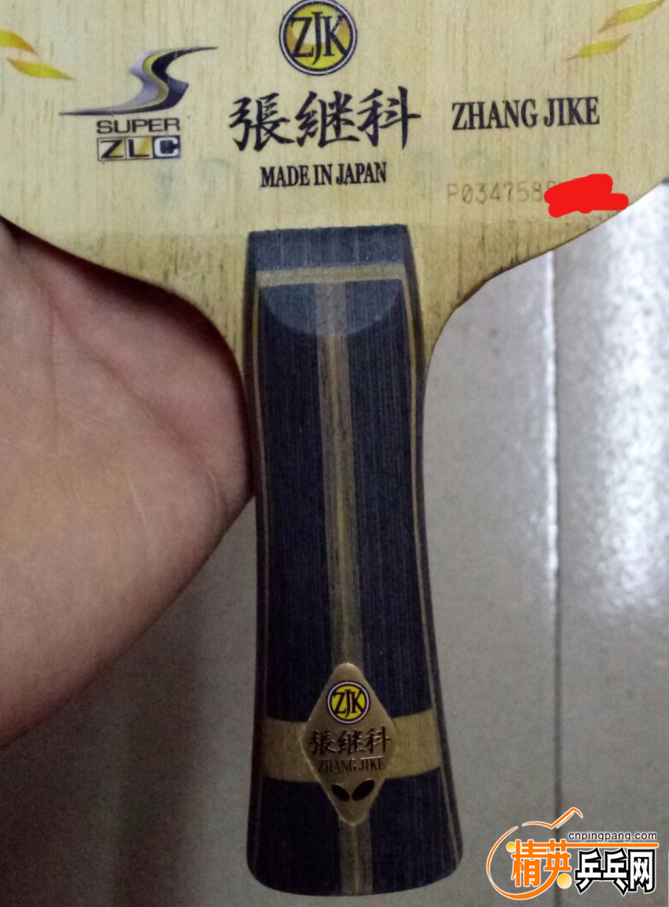 ZJK
SUPER
ZLC
張継科
ZHANG JIKE
MADE IN JAPAN
P0347588
ZJK
張継科
ZHANG JIKE
cnpingpang.com
精英乒乓网